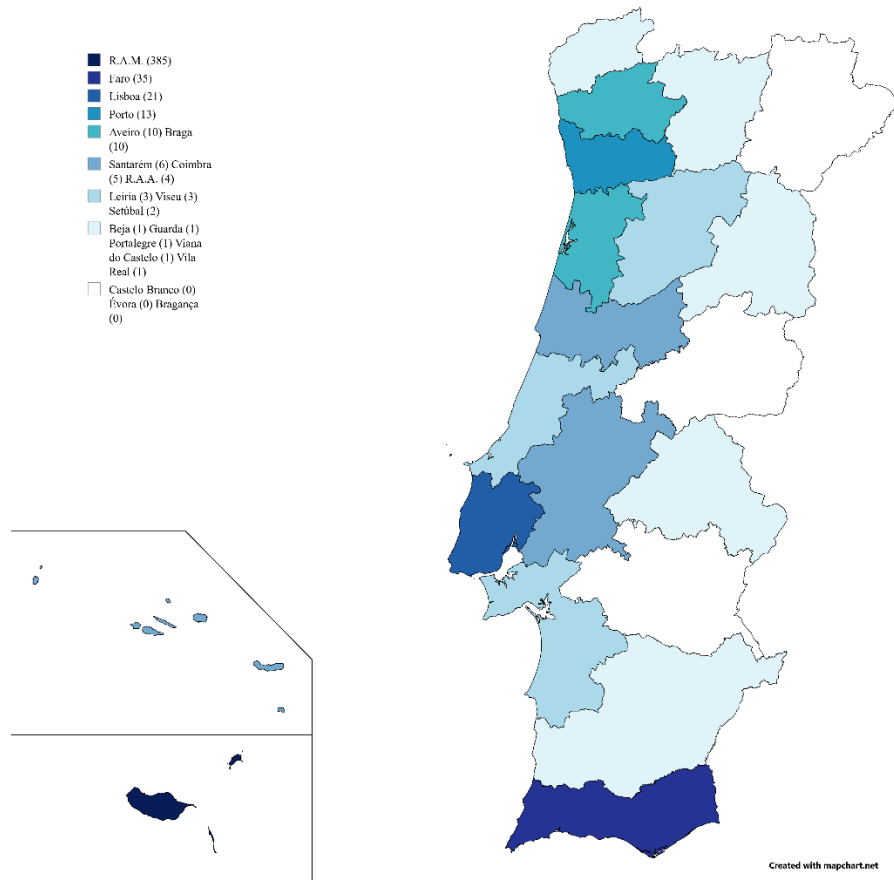 R.A.M. (385)
Faro (35)
Lisboa (21)
Porto (13)
Aveiro (10) Braga
(10)
Santarém (6) Coimbra
(5) R.A.A. (4)
Leiria (3) Viseu (3)
Setúbal (2)
Beja (1) Guarda (1)
Portalegre (1) Viana
do Castelo (1) Vila
Real (1)
Castelo Branco (0)
Évora (0) Bragança
(0)
Created with mapchart.net